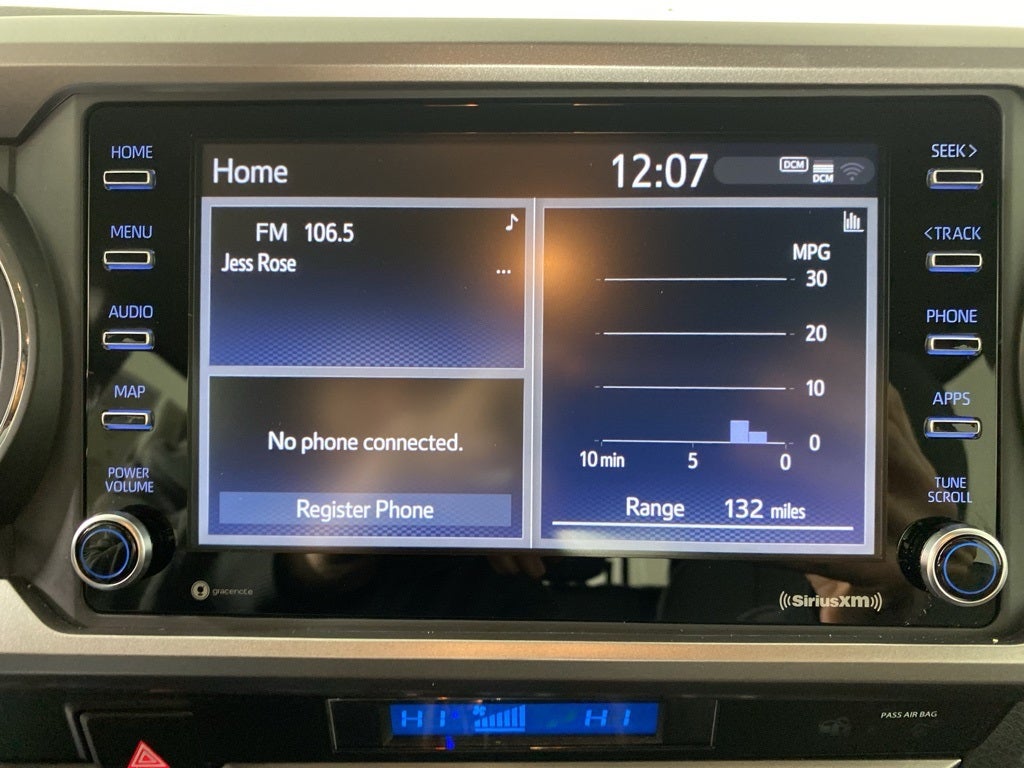 HOME
MENU
AUDIO
MAP
POWER
VOLUME
Home
12:07
DCM
DCM
FM 106.5
Jess Rose
...
No phone connected.
Register Phone
MPG
30
20
10
0
10 min 5 0
Range 132 miles
SEEK>
<TRACK
PHONE
APPS
TUNE
SCROLL
gracenote
((SiriusXM))
HI HI
PASS AIR BAG